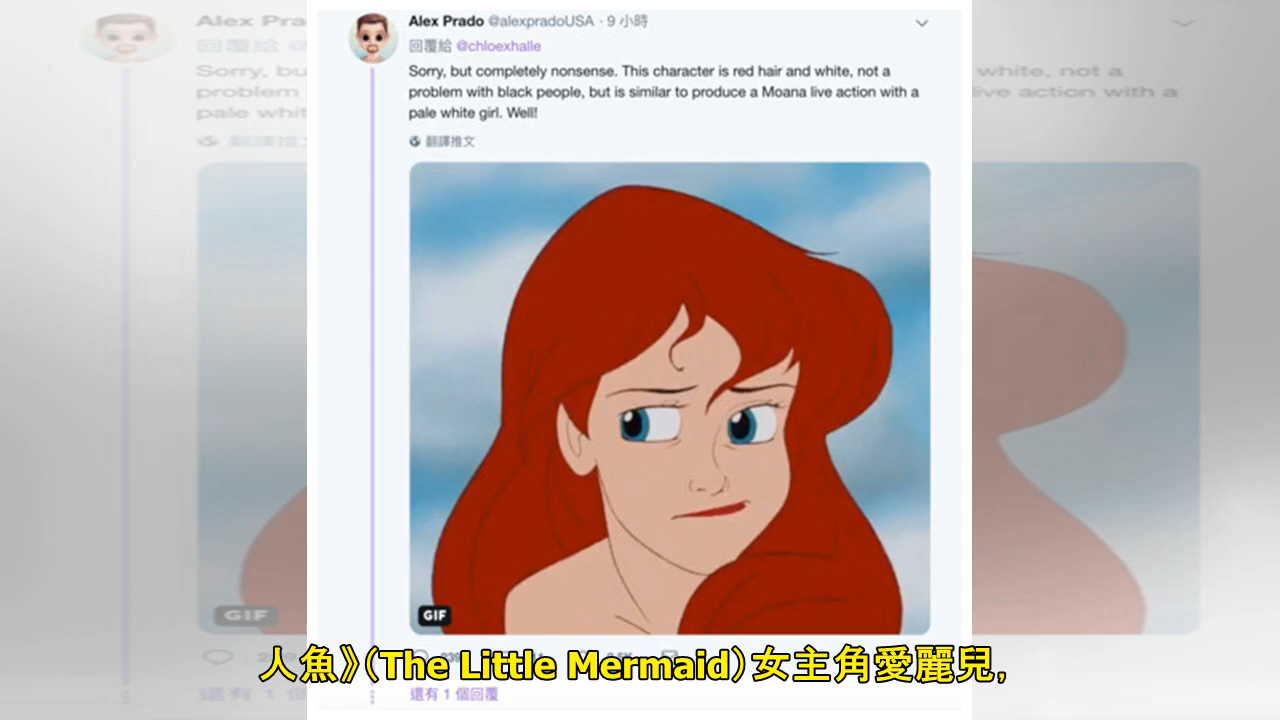 Alex Prado @alexpradoUSA · 9 小時
回覆給 @chloexhalle
Sorry, but completely nonsense. This character is red hair and white, not a
problem with black people, but is similar to produce a Moana live action with a
pale white girl. Well!
翻譯推文
GIF
人魚》（The Little Mermaid）女主角愛麗兒,
還有 1 個回覆